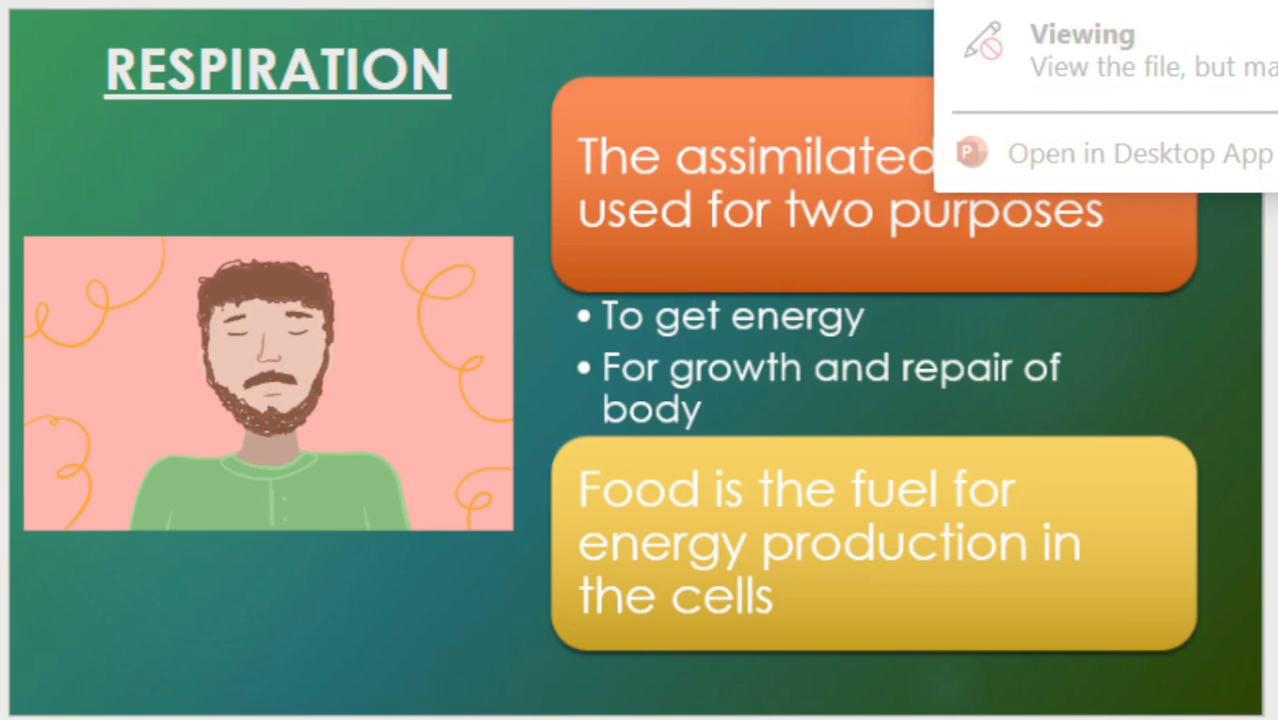 RESPIRATION
Viewing
View the file, but ma
Open in Desktop App
The assimilated
used for two purposes
• To get energy
• For growth and repair of
body
Food is the fuel for
energy production in
the cells